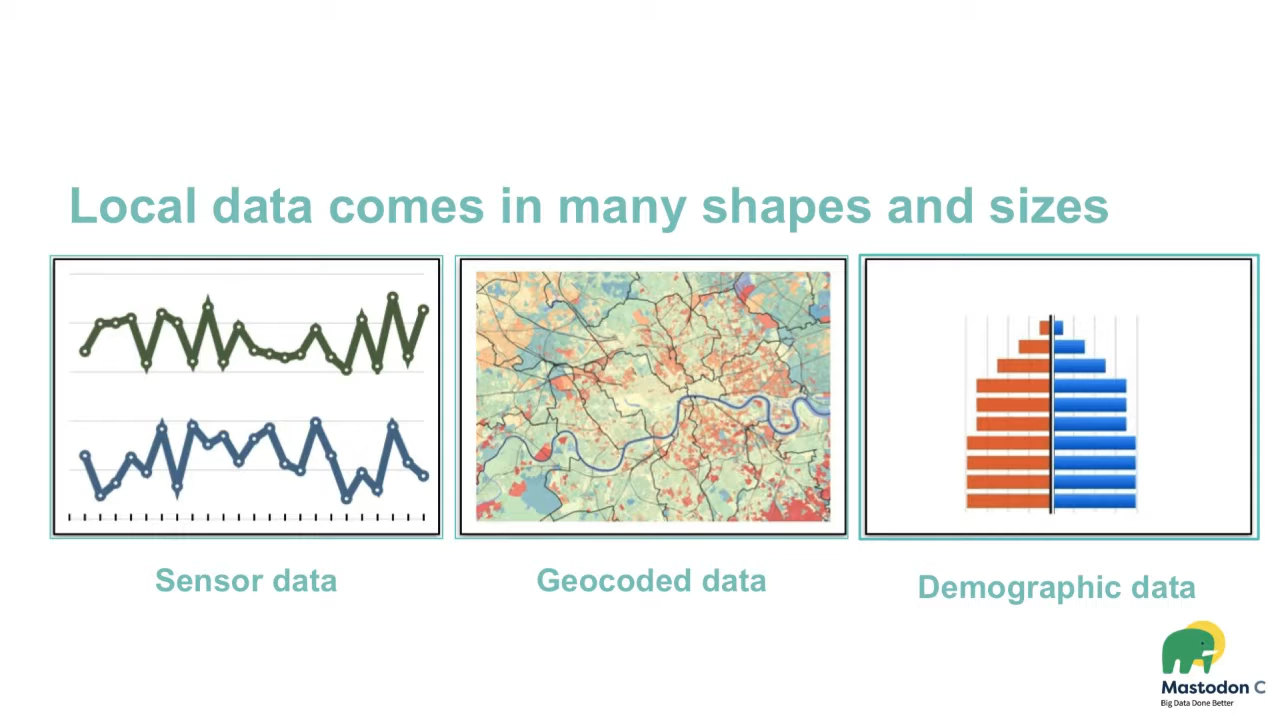 Local data comes in many shapes and sizes
Sensor data
Geocoded data
Demographic data
Mastodon C
Big Data Done Better